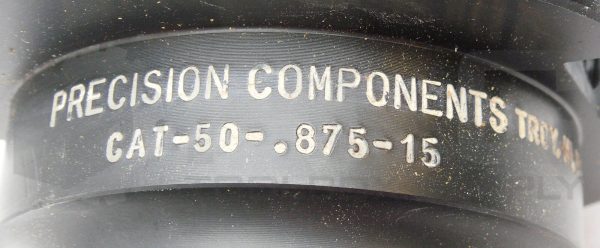 PRECISION COMPONENTS TROY,
CAT-50-.875-15